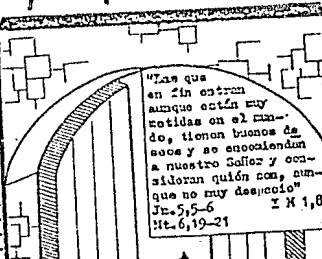 "Las que
en fin entran
aunque están muy
metidas en el mun-
do, tienen buenos de
seos y se encomiendan
a nuestro Señor y con-
sideran quién son, aun-
que no muy despacio"
Jn.5,5-6 I M 1,8
Mt.6,19-21